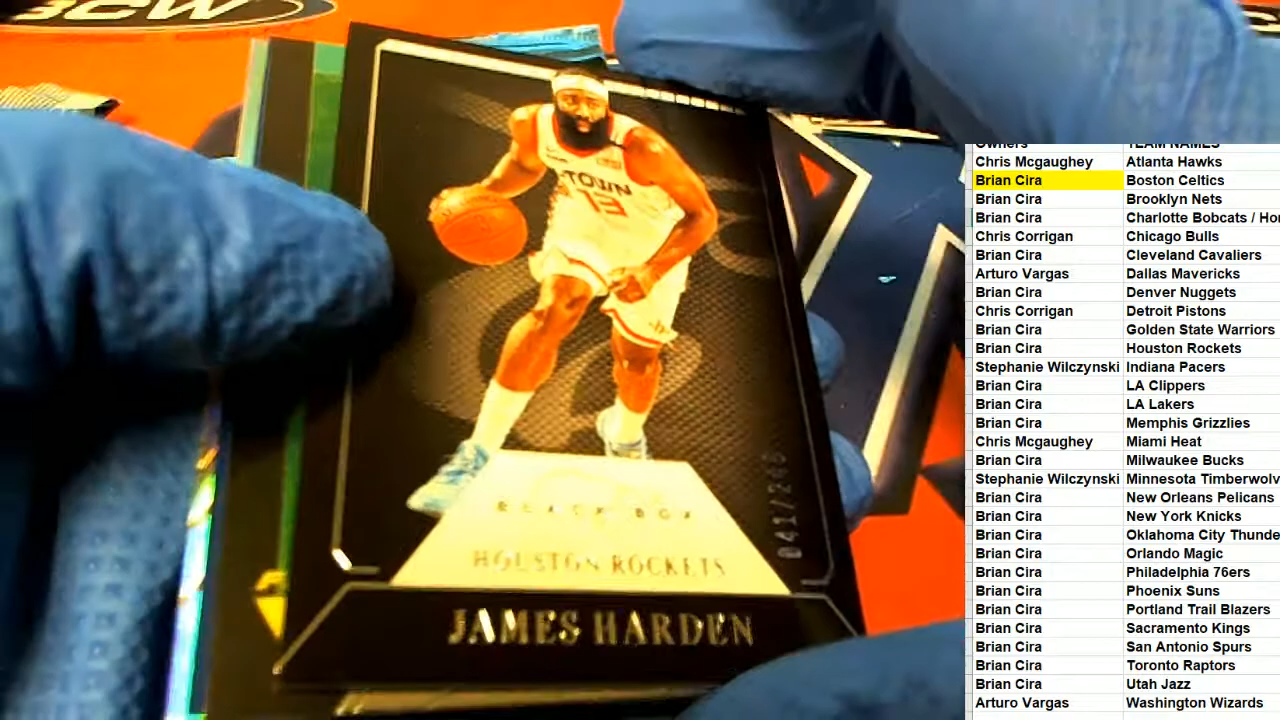 BCW
H-TOWN
13
BLACK BOX
HOUSTON ROCKETS
JAMES HARDEN
Owners TEAM NAMES
Chris Mcgaughey Atlanta Hawks
Brian Cira Boston Celtics
Brian Cira Brooklyn Nets
Brian Cira Charlotte Bobcats / Ho
Chris Corrigan Chicago Bulls
Brian Cira Cleveland Cavaliers
Arturo Vargas Dallas Mavericks
Brian Cira Denver Nuggets
Chris Corrigan Detroit Pistons
Brian Cira Golden State Warriors
Brian Cira Houston Rockets
Stephanie Wilczynski Indiana Pacers
Brian Cira LA Clippers
Brian Cira LA Lakers
Brian Cira Memphis Grizzlies
Chris Mcgaughey Miami Heat
Brian Cira Milwaukee Bucks
Stephanie Wilczynski Minnesota Timberwolv
Brian Cira New Orleans Pelicans
Brian Cira New York Knicks
Brian Cira Oklahoma City Thunde
Brian Cira Orlando Magic
Brian Cira Philadelphia 76ers
Brian Cira Phoenix Suns
Brian Cira Portland Trail Blazers
Brian Cira Sacramento Kings
Brian Cira San Antonio Spurs
Brian Cira Toronto Raptors
Brian Cira Utah Jazz
Arturo Vargas Washington Wizards